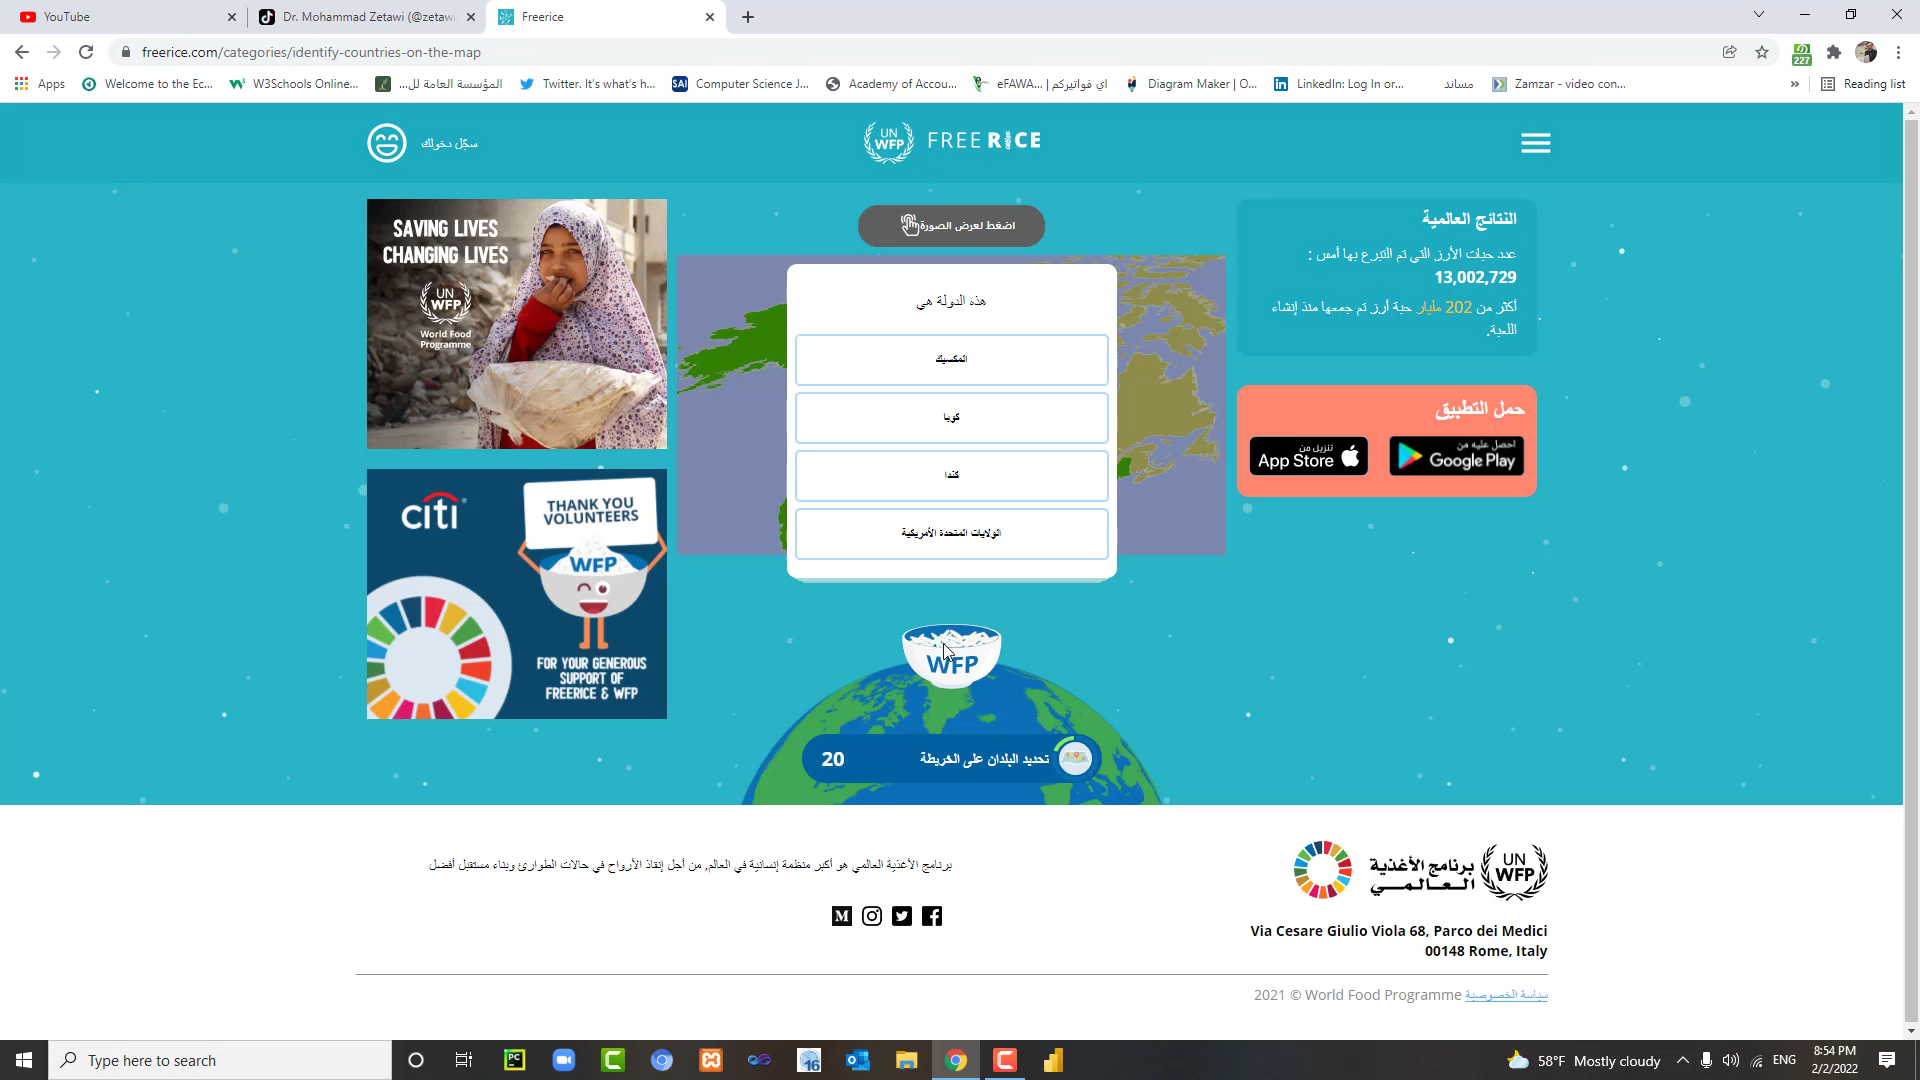 YouTube
Dr. Mohammad Zetawi (@zetawi
Freerice
freerice.com/categories/identify-countries-on-the-map
227
Apps
Welcome to the Ec...
W3Schools Online...
المؤسسة العامة لل...
Twitter. It's what's h...
SAI
Computer Science J...
Academy of Accou...
eFAWA... | اي فواتيركم
Diagram Maker | O...
LinkedIn: Log In or...
مساند
Zamzar - video con...
»
Reading list
سجّل دخولك
UN
WFP
FREE RICE
SAVING LIVES
CHANGING LIVES
UN
WFP
World Food
Programme
اضغط لعرض الصورة
هذه الدولة هي
المكسيك
كوبا
كندا
الولايات المتحدة الأمريكية
النتائج العالمية
عدد حبات الأرز التي تم التبرع بها أمس :
13,002,729
أكثر من 202 مليار حبة أرز تم جمعها منذ إنشاء
اللعبة.
حمل التطبيق
تنزيل من
App Store
احصل عليه من
Google Play
citi
THANK YOU
VOLUNTEERS
WFP
FOR YOUR GENEROUS
SUPPORT OF
FREERICE & WFP
WFP
تحديد البلدان على الخريطة
20
برنامج الأغذية العالمي هو أكبر منظمة إنسانية في العالم, من أجل إنقاذ الأرواح في حالات الطوارئ وبناء مستقبل أفضل
UN
WFP
برنامج الأغذية
العالمي
Via Cesare Giulio Viola 68, Parco dei Medici
00148 Rome, Italy
2021 © World Food Programme سياسة الخصوصية
Type here to search
PC
16
58°F Mostly cloudy
ENG
8:54 PM
2/2/2022